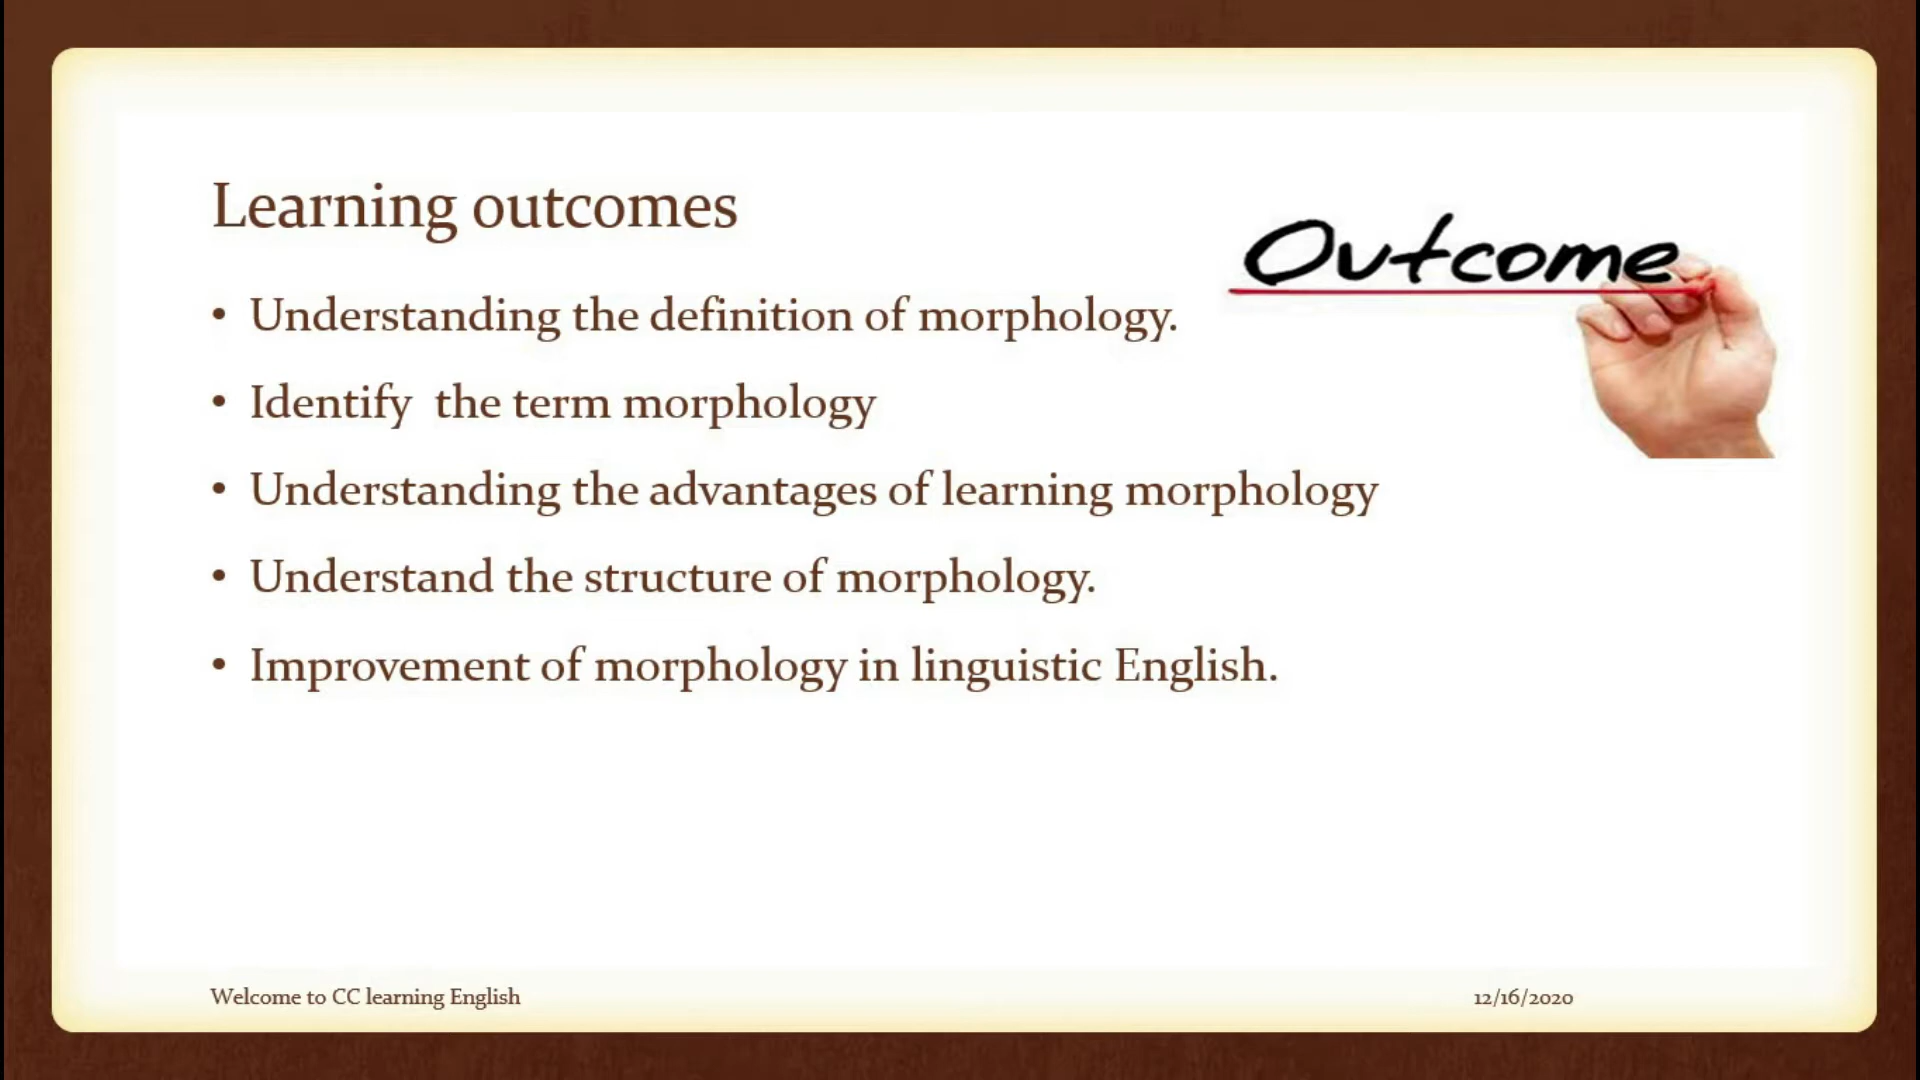 Learning outcomes
Outcome
• Understanding the definition of morphology.
• Identify  the term morphology
• Understanding the advantages of learning morphology
• Understand the structure of morphology.
• Improvement of morphology in linguistic English.
Welcome to CC learning English
12/16/2020